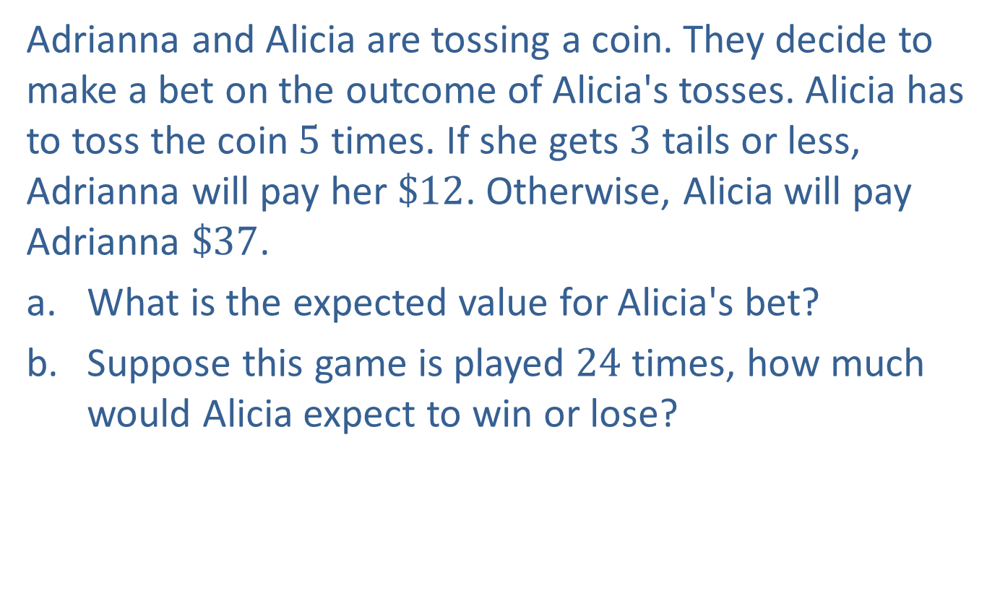 Adrianna and Alicia are tossing a coin. They decide to
make a bet on the outcome of Alicia's tosses. Alicia has
to toss the coin 5 times. If she gets 3 tails or less,
Adrianna will pay her $12. Otherwise, Alicia will pay
Adrianna $37.
a. What is the expected value for Alicia's bet?
b. Suppose this game is played 24 times, how much
would Alicia expect to win or lose?